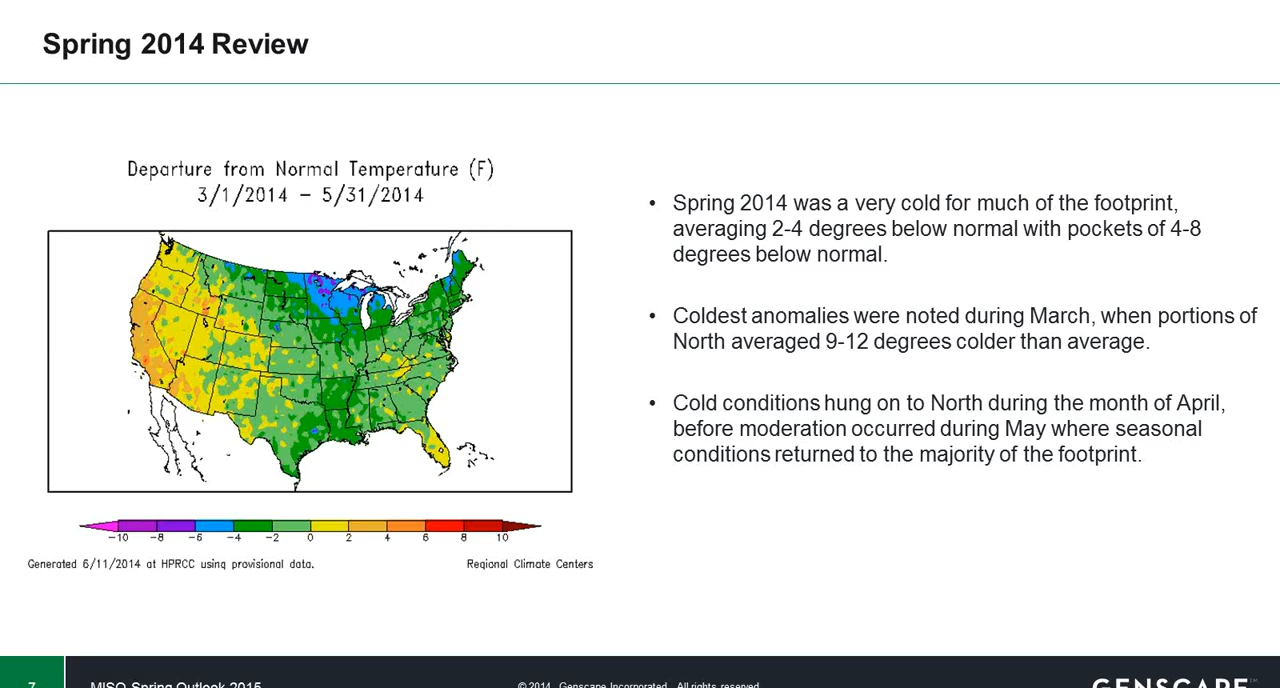 Spring 2014 Review
Departure from Normal Temperature (F)
3/1/2014 – 5/31/2014
-10 -8 -6 -4 -2 0 2 4 6 8 10
Generated 6/11/2014 at HPRCC using provisional data.
Regional Climate Centers
• Spring 2014 was a very cold for much of the footprint,
averaging 2-4 degrees below normal with pockets of 4-8
degrees below normal.
• Coldest anomalies were noted during March, when portions of
North averaged 9-12 degrees colder than average.
• Cold conditions hung on to North during the month of April,
before moderation occurred during May where seasonal
conditions returned to the majority of the footprint.
7
MISO Spring Outlook 2015
© 2014 Genscape Incorporated. All rights reserved.
GENSCAPE™